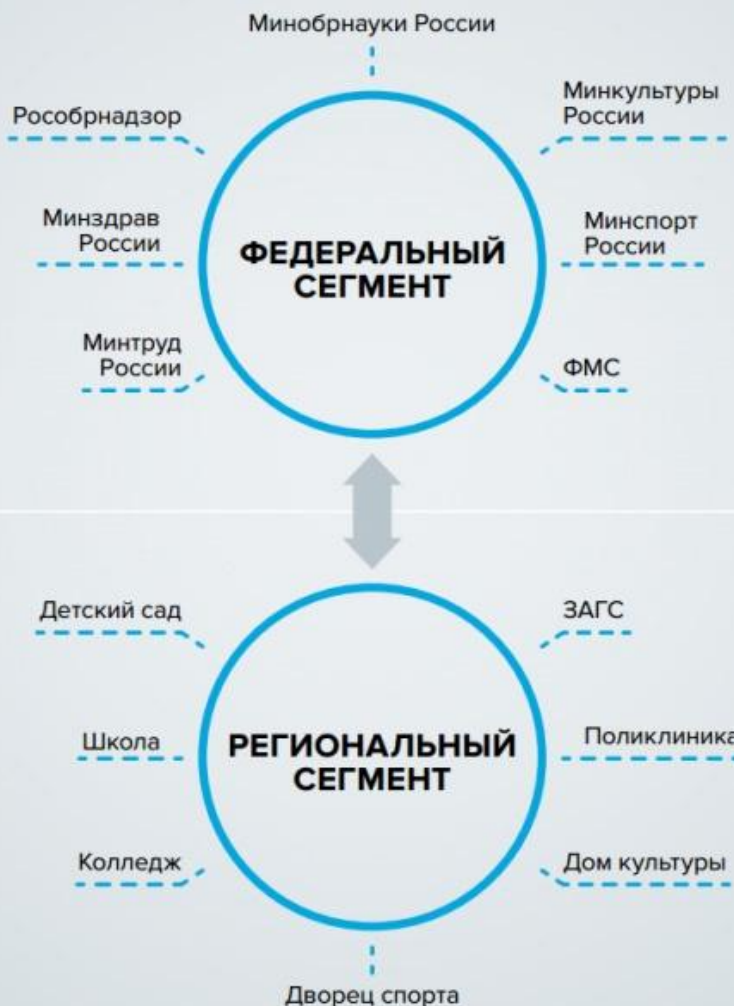 Минобрнауки России
Рособрнадзор
Минкультуры
России
Минздрав
России
ФЕДЕРАЛЬНЫЙ
СЕГМЕНТ
Минспорт
России
Минтруд
России
ФМС
Детский сад
ЗАГС
Школа
РЕГИОНАЛЬНЫЙ
СЕГМЕНТ
Поликлиника
Колледж
Дом культуры
Дворец спорта